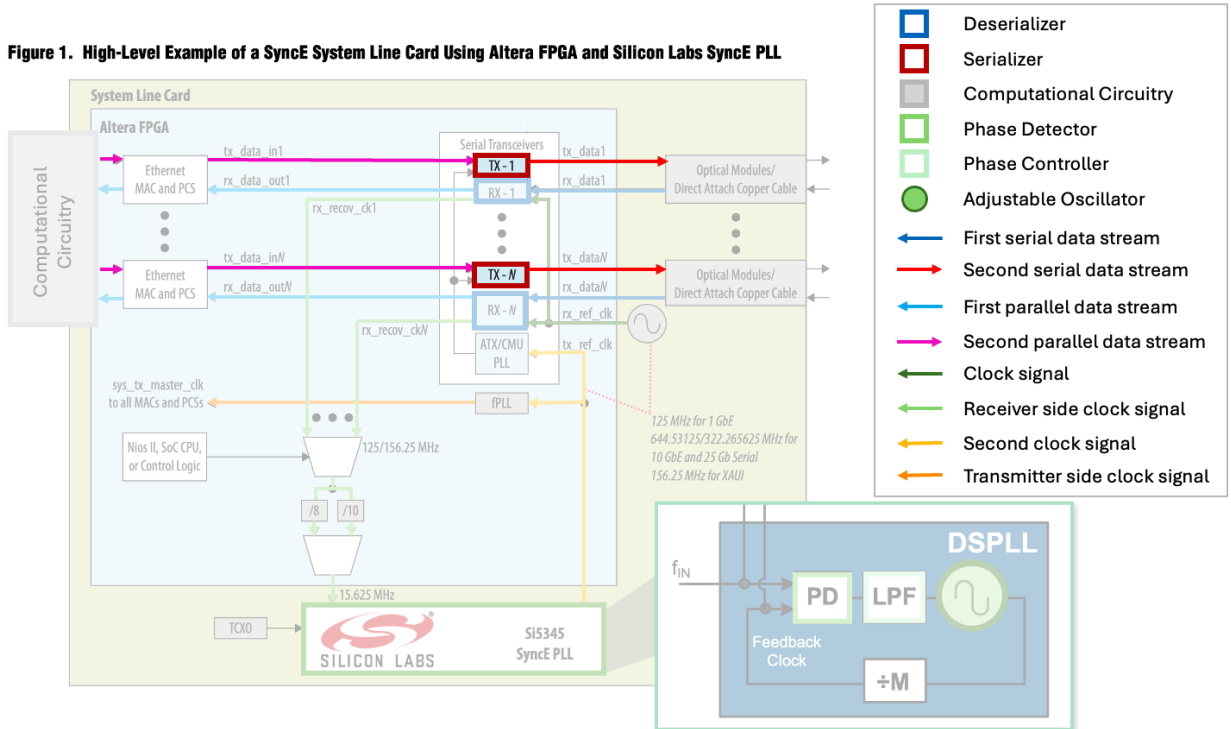 Figure 1. High-Level Example of a SyncE System Line Card Using Altera FPGA and Silicon Labs SyncE PLL
System Line Card
Altera FPGA
Computational
Circuitry
Ethernet
MAC and PCS
tx_data_in1
rx_data_out1
rx_recov_ck1
Serial Transceivers
TX - 1
RX - 1
tx_data1
rx_data1
Optical Modules/
Direct Attach Copper Cable
Ethernet
MAC and PCS
tx_data_inN
rx_data_outN
rx_recov_ckN
TX - N
RX - N
tx_dataN
rx_dataN
Optical Modules/
Direct Attach Copper Cable
rx_ref_clk
tx_ref_clk
ATX/CMU
PLL
sys_tx_master_clk
to all MACs and PCSs
fPLL
125 MHz for 1 GbE
644.53125/322.265625 MHz for
10 GbE and 25 Gb Serial
156.25 MHz for XAUI
Nios II, SoC CPU,
or Control Logic
125/156.25 MHz
/8
/10
15.625 MHz
TCXO
SILICON LABS
Si5345
SyncE PLL
DSPLL
fIN
PD
LPF
Feedback
Clock
÷M
Deserializer
Serializer
Computational Circuitry
Phase Detector
Phase Controller
Adjustable Oscillator
First serial data stream
Second serial data stream
First parallel data stream
Second parallel data stream
Clock signal
Receiver side clock signal
Second clock signal
Transmitter side clock signal